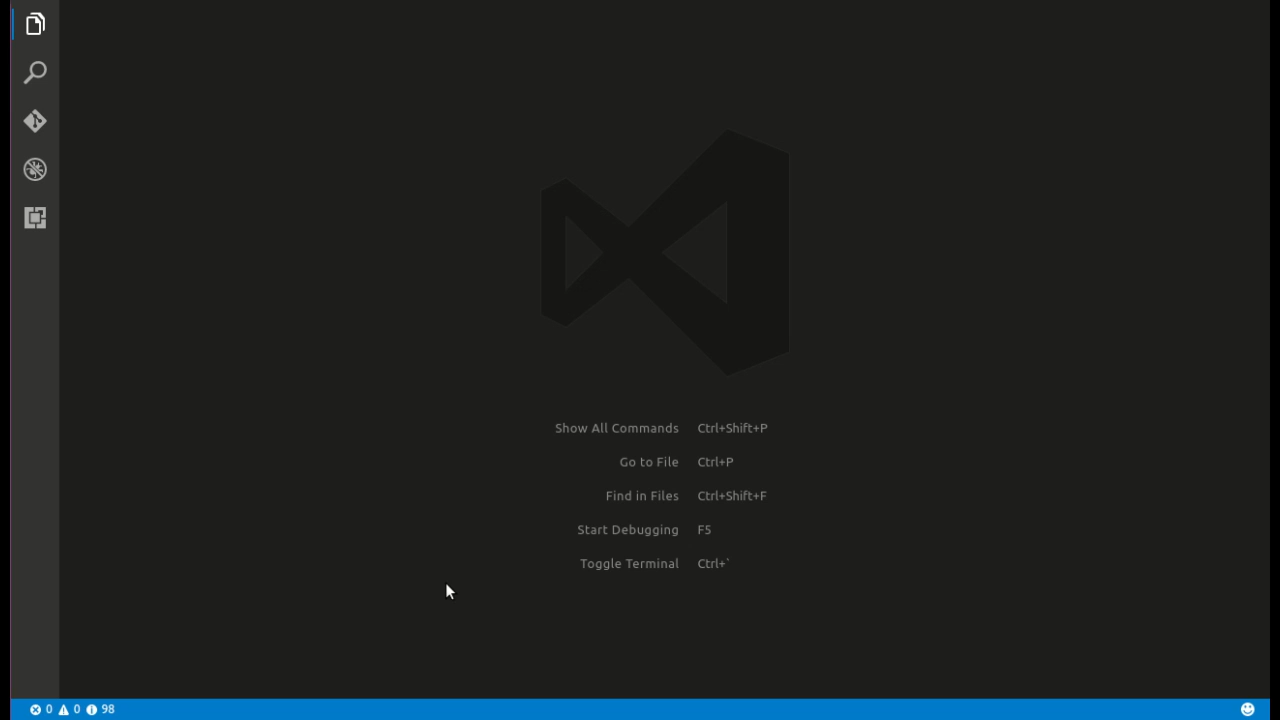 Show All Commands Ctrl+Shift+P
Go to File Ctrl+P
Find in Files Ctrl+Shift+F
Start Debugging F5
Toggle Terminal Ctrl+`
0 0 98